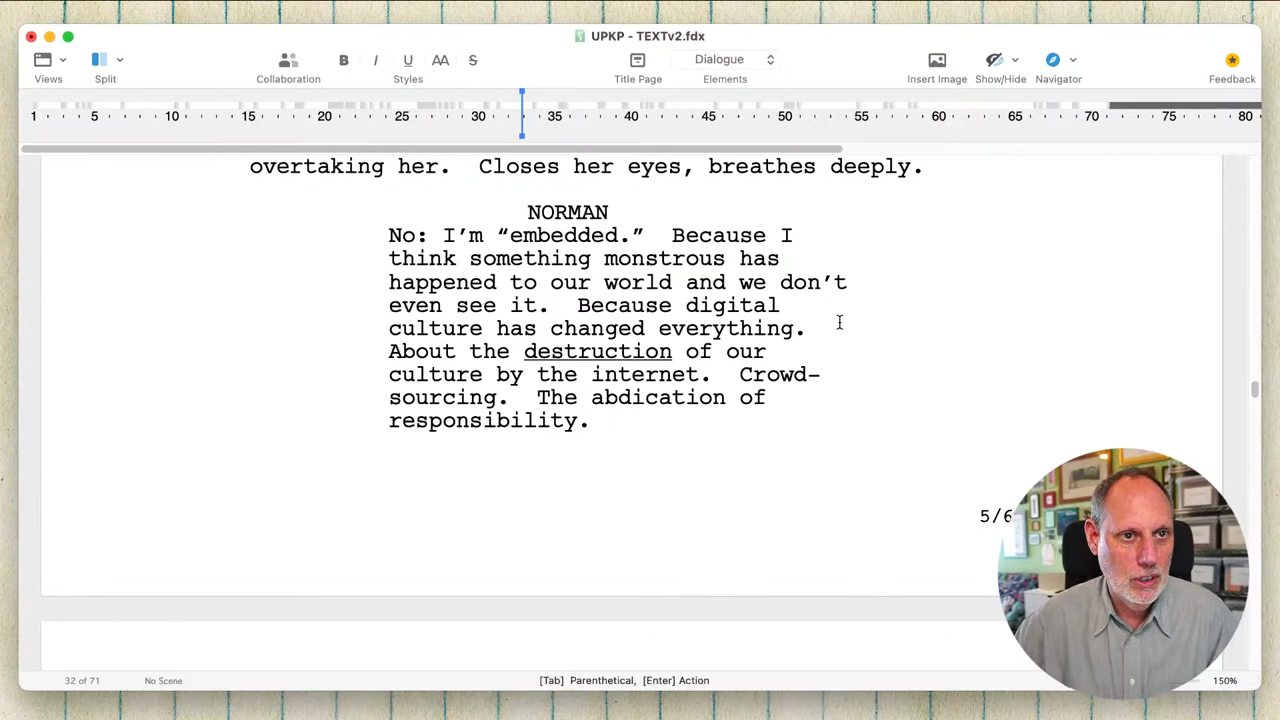 UPKP - TEXTv2.fdx
Views
Split
Collaboration
B I U AA S
Styles
Title Page
Dialogue
Elements
Insert Image
Show/Hide
Navigator
Feedback
1 5 10 15 20 25 30 35 40 45 50 55 60 65 70 75 80
overtaking her.  Closes her eyes, breathes deeply.
NORMAN
No: I’m “embedded.”  Because I
think something monstrous has
happened to our world and we don’t
even see it.  Because digital
culture has changed everything.
About the destruction of our
culture by the internet.  Crowd-
sourcing.  The abdication of
responsibility.
5/6
32 of 71
No Scene
[Tab]  Parenthetical, [Enter] Action
150%